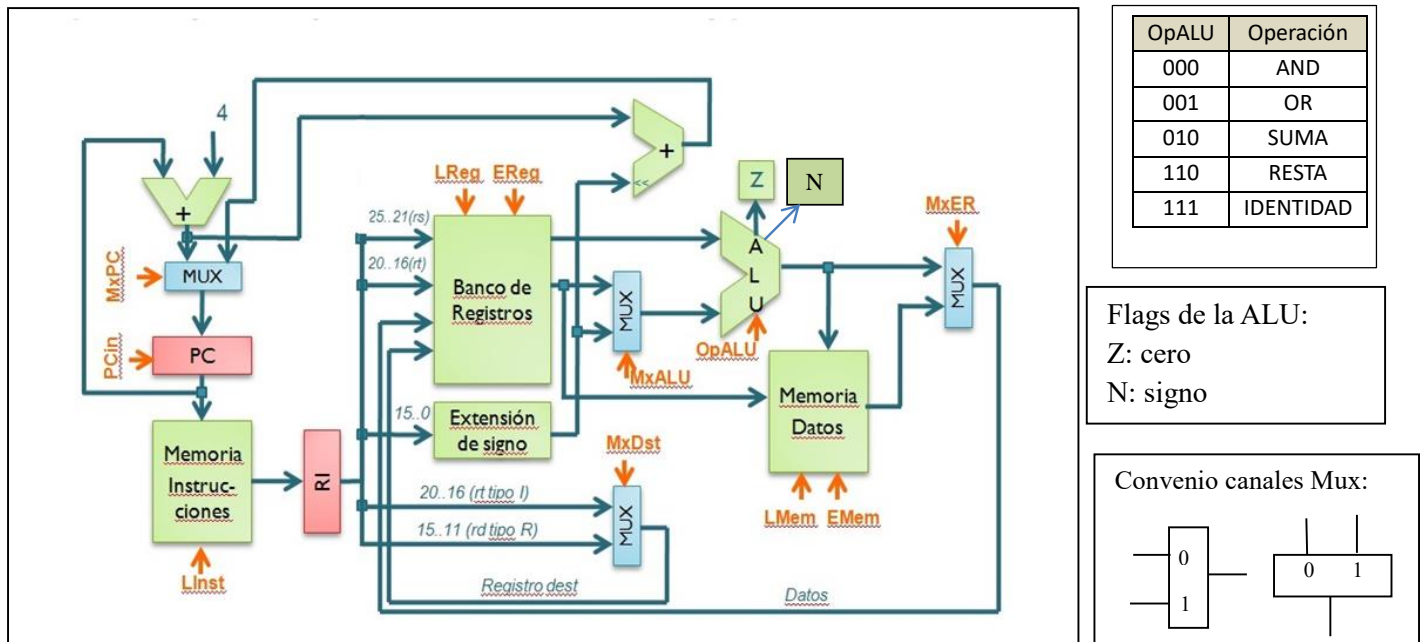 4
+
MxPC
MUX
PCin
PC
Memoria
Instruc-
ciones
LInst
RI
25..21(rs)
20..16(rt)
15..0
LReg EReg
Banco de
Registros
Extensión
de signo
20..16 (rt tipo I)
15..11 (rd tipo R)
MxDst
MUX
Registro dest
Datos
+
<<
MUX
MxALU
Z
N
A
L
U
OpALU
Memoria
Datos
LMem EMem
MxER
MUX
OpALU Operación
000 AND
001 OR
010 SUMA
110 RESTA
111 IDENTIDAD
Flags de la ALU:
Z: cero
N: signo
Convenio canales Mux:
0
1
0 1